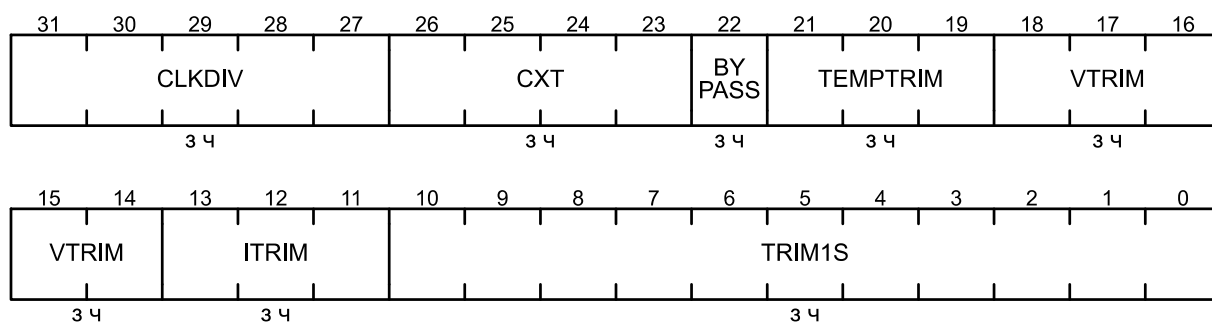 31 30 29 28 27 26 25 24 23 22 21 20 19 18 17 16
CLKDIV CXT BY PASS TEMPTRIM VTRIM
з ч з ч з ч з ч з ч
15 14 13 12 11 10 9 8 7 6 5 4 3 2 1 0
VTRIM ITRIM TRIM1S
з ч з ч з ч